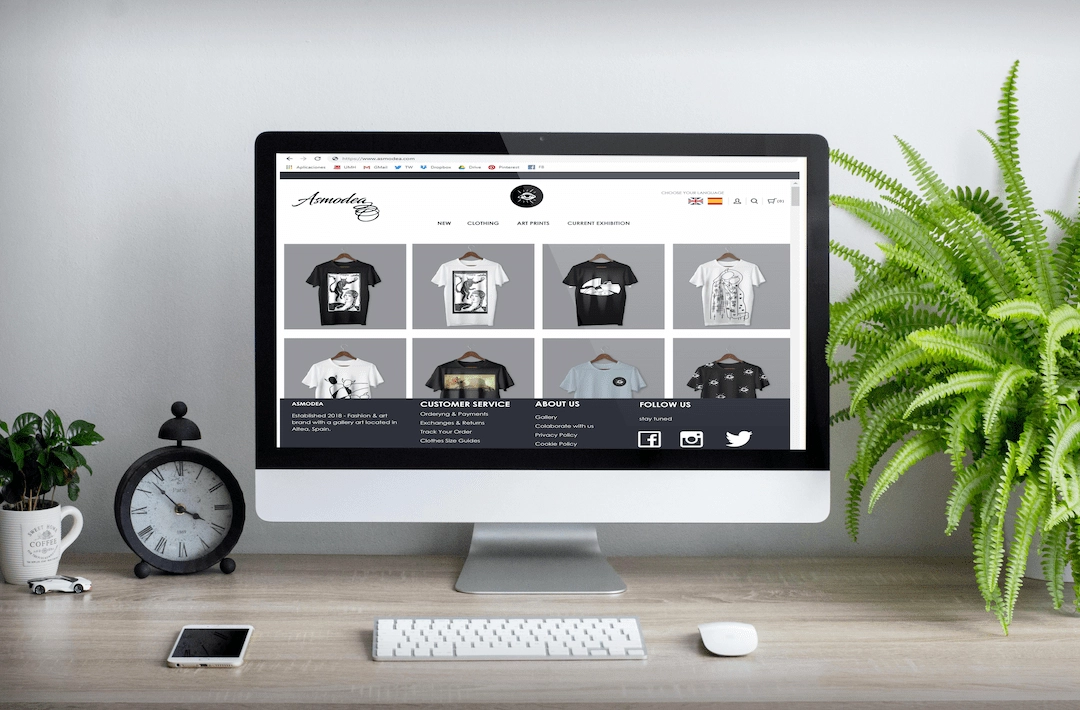 https://www.asmodea.com
Aplicaciones UMH GMail TW Dropbox Drive Pinterest FB
Asmodea
CHOOSE YOUR LANGUAGE
(0)
NEW CLOTHING ART PRINTS CURRENT EXHIBITION
ASMODEA
Established 2018 - Fashion & art
brand with a gallery art located in
Altea, Spain.
CUSTOMER SERVICE
Orderyng & Payments
Exchanges & Returns
Track Your Order
Clothes Size Guides
ABOUT US
Gallery
Colaborate with us
Privacy Policy
Cookie Policy
FOLLOW US
stay tuned
COFFEE
Paris